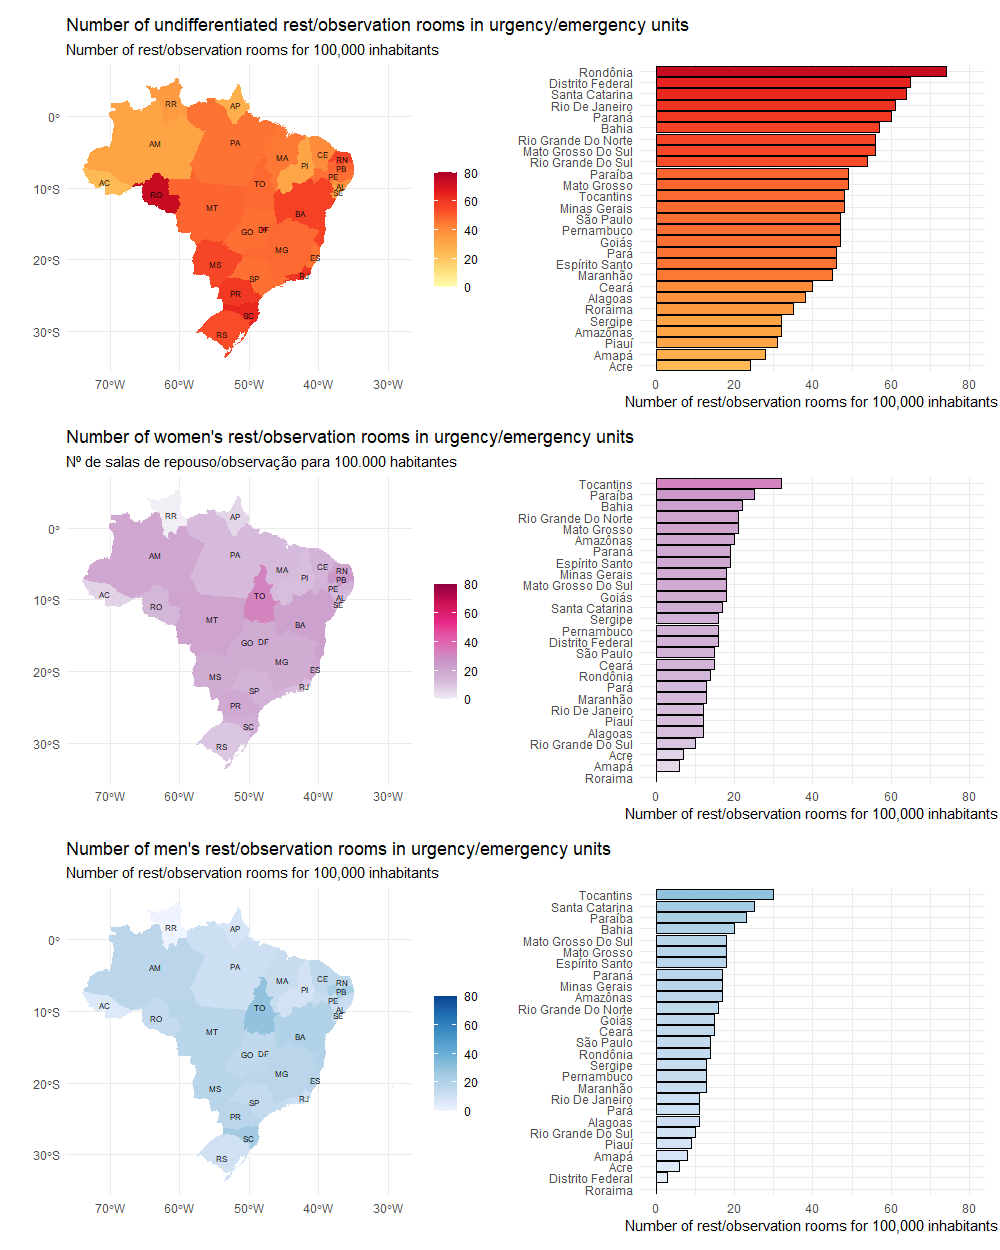 Number of undifferentiated rest/observation rooms in urgency/emergency units
Number of rest/observation rooms for 100,000 inhabitants
RR
AP
AM
PA
MA
CE
RN
PI
PB
PE
AC
TO
AL
SE
RO
MT
BA
GO
DF
MG
MS
ES
SP
RJ
PR
SC
RS
0°
10°S
20°S
30°S
70°W 60°W 50°W 40°W 30°W
80
60
40
20
0
Rondônia
Distrito Federal
Santa Catarina
Rio De Janeiro
Paraná
Bahia
Rio Grande Do Norte
Mato Grosso Do Sul
Rio Grande Do Sul
Paraíba
Mato Grosso
Tocantins
Minas Gerais
São Paulo
Pernambuco
Goiás
Pará
Espírito Santo
Maranhão
Ceará
Alagoas
Roraima
Sergipe
Amazônas
Piauí
Amapá
Acre
0 20 40 60 80
Number of rest/observation rooms for 100,000 inhabitants
Number of women's rest/observation rooms in urgency/emergency units
Nº de salas de repouso/observação para 100.000 habitantes
RR
AP
AM
PA
MA
CE
RN
PI
PB
PE
AC
TO
AL
SE
RO
MT
BA
GO
DF
MG
MS
ES
SP
RJ
PR
SC
RS
0°
10°S
20°S
30°S
70°W 60°W 50°W 40°W 30°W
80
60
40
20
0
Tocantins
Paraíba
Bahia
Rio Grande Do Norte
Mato Grosso
Amazônas
Paraná
Espírito Santo
Minas Gerais
Mato Grosso Do Sul
Goiás
Santa Catarina
Sergipe
Pernambuco
Distrito Federal
São Paulo
Ceará
Rondônia
Pará
Maranhão
Rio De Janeiro
Piauí
Alagoas
Rio Grande Do Sul
Acre
Amapá
Roraima
0 20 40 60 80
Number of rest/observation rooms for 100,000 inhabitants
Number of men's rest/observation rooms in urgency/emergency units
Number of rest/observation rooms for 100,000 inhabitants
RR
AP
AM
PA
MA
CE
RN
PI
PB
PE
AC
TO
AL
SE
RO
MT
BA
GO
DF
MG
MS
ES
SP
RJ
PR
SC
RS
0°
10°S
20°S
30°S
70°W 60°W 50°W 40°W 30°W
80
60
40
20
0
Tocantins
Santa Catarina
Paraíba
Bahia
Mato Grosso Do Sul
Mato Grosso
Espírito Santo
Paraná
Minas Gerais
Amazônas
Rio Grande Do Norte
Goiás
Ceará
São Paulo
Rondônia
Sergipe
Pernambuco
Maranhão
Rio De Janeiro
Pará
Alagoas
Rio Grande Do Sul
Piauí
Amapá
Acre
Distrito Federal
Roraima
0 20 40 60 80
Number of rest/observation rooms for 100,000 inhabitants